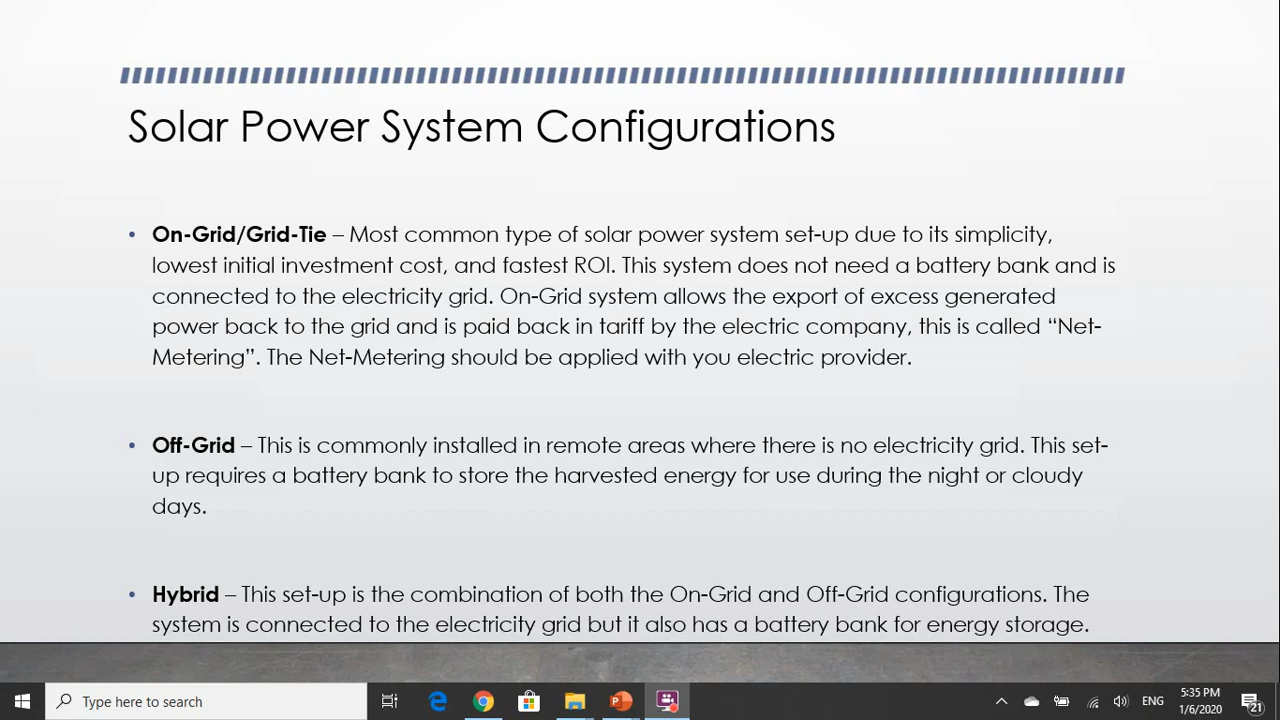 Solar Power System Configurations
• On-Grid/Grid-Tie – Most common type of solar power system set-up due to its simplicity,
lowest initial investment cost, and fastest ROI. This system does not need a battery bank and is
connected to the electricity grid. On-Grid system allows the export of excess generated
power back to the grid and is paid back in tariff by the electric company, this is called “Net-
Metering”. The Net-Metering should be applied with you electric provider.
• Off-Grid – This is commonly installed in remote areas where there is no electricity grid. This set-
up requires a battery bank to store the harvested energy for use during the night or cloudy
days.
• Hybrid – This set-up is the combination of both the On-Grid and Off-Grid configurations. The
system is connected to the electricity grid but it also has a battery bank for energy storage.
Type here to search
ENG
5:35 PM
1/6/2020
21